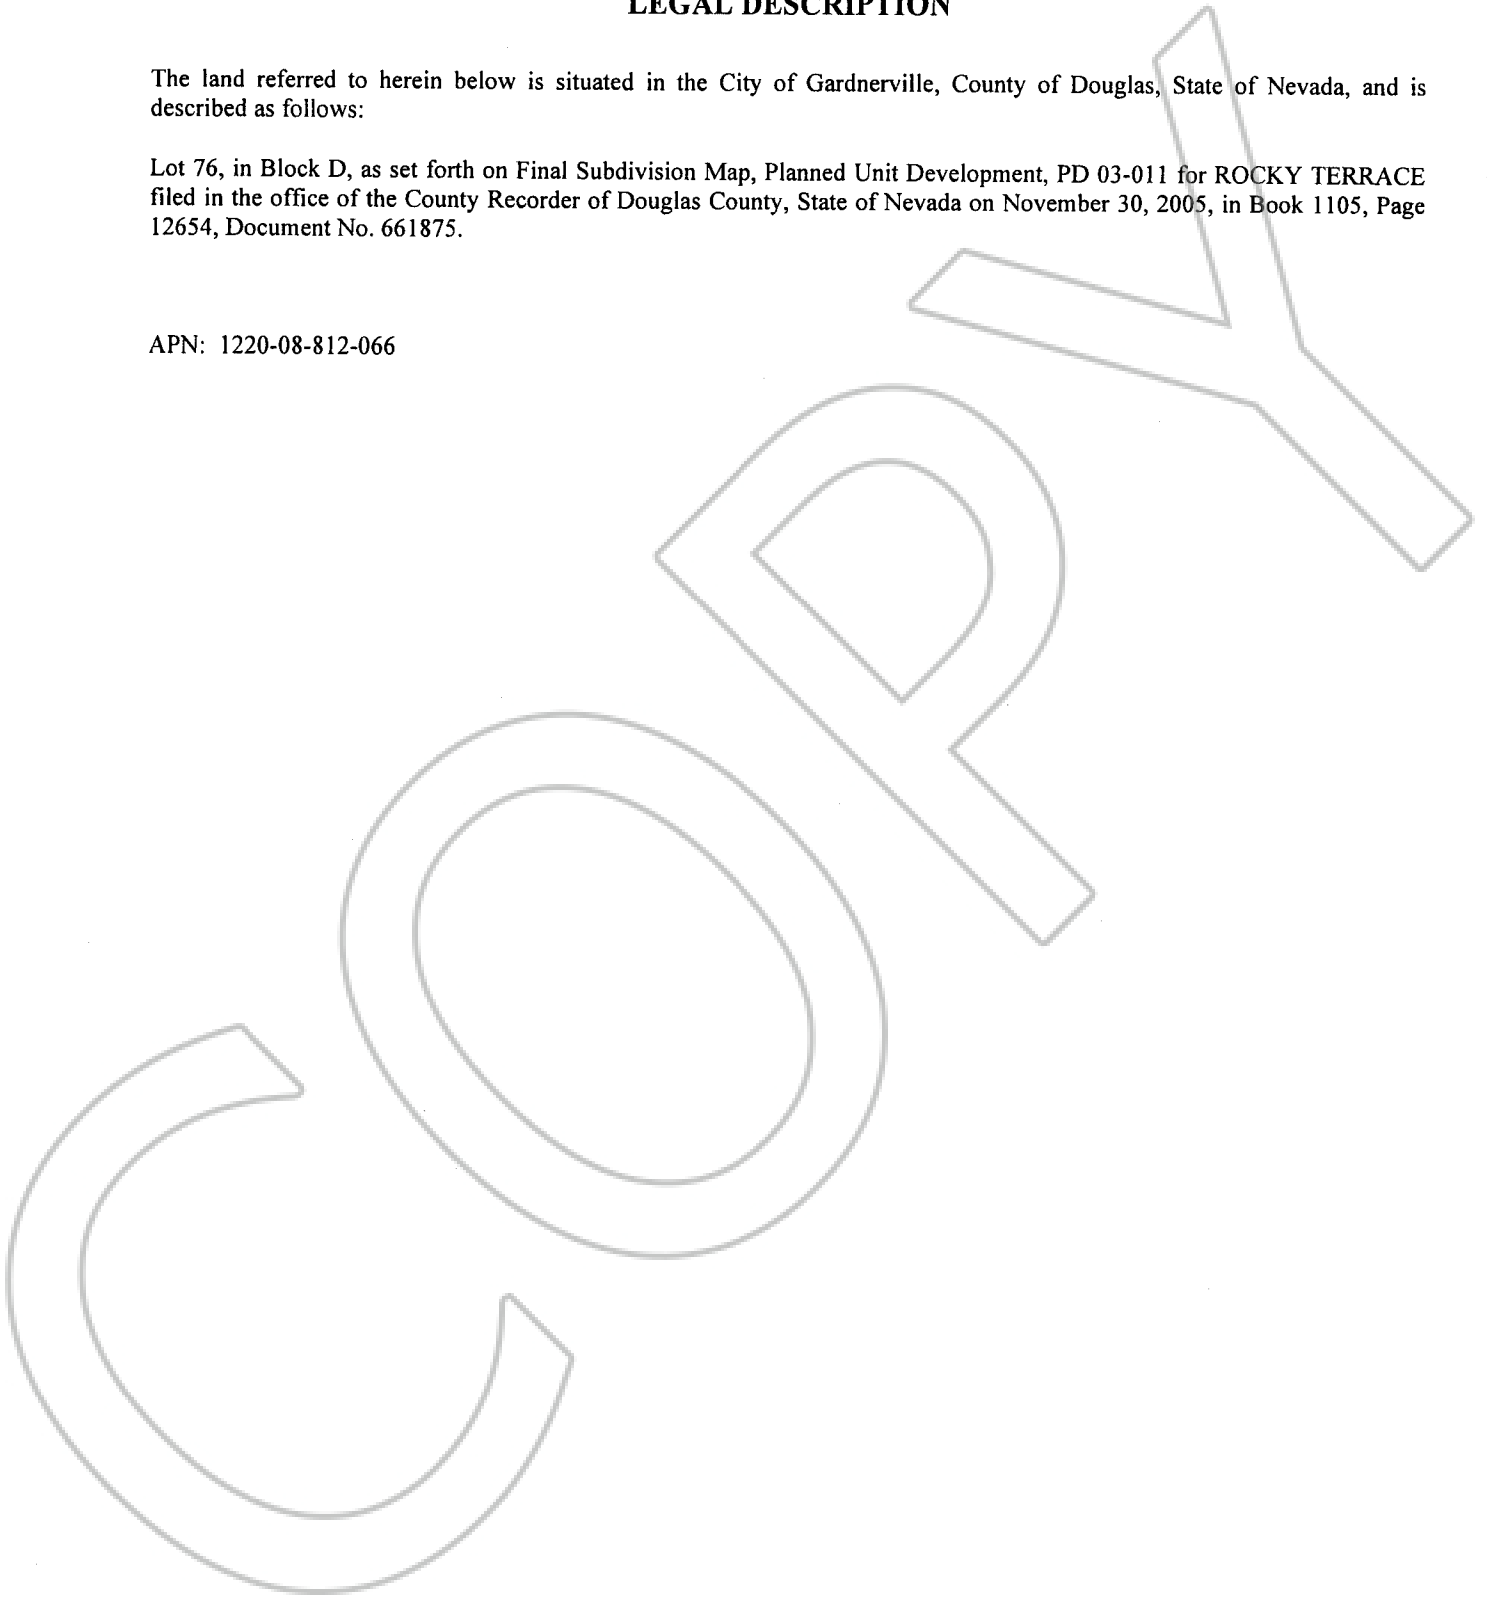 LEGAL DESCRIPTION
The land referred to herein below is situated in the City of Gardnerville, County of Douglas, State of Nevada, and is
described as follows:
Lot 76, in Block D, as set forth on Final Subdivision Map, Planned Unit Development, PD 03-011 for ROCKY TERRACE
filed in the office of the County Recorder of Douglas County, State of Nevada on November 30, 2005, in Book 1105, Page
12654, Document No. 661875.
APN: 1220-08-812-066
COPY